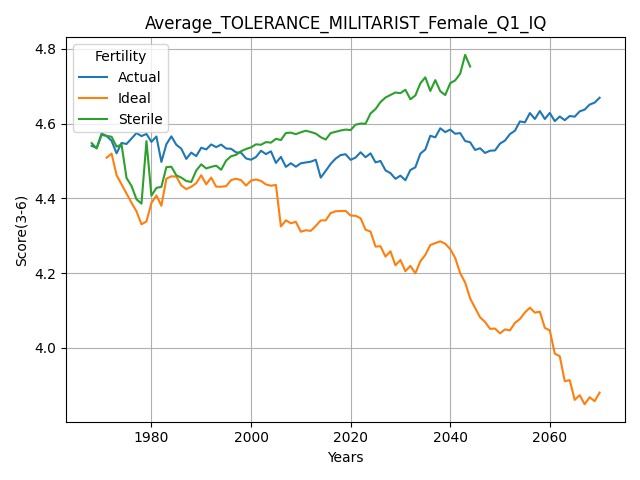 Average_TOLERANCE_MILITARIST_Female_Q1_IQ
Fertility
Actual
Ideal
Sterile
Score(3-6)
4.8
4.6
4.4
4.2
4.0
1980
2000
2020
2040
2060
Years